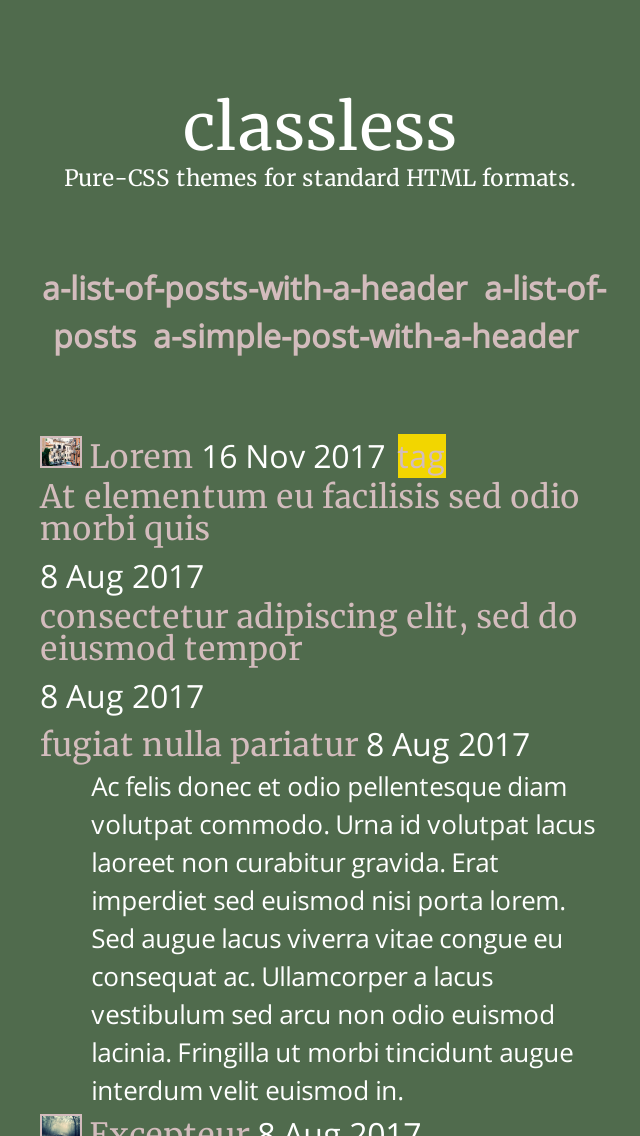 classless
Pure-CSS themes for standard HTML formats.
a-list-of-posts-with-a-header a-list-of-
posts a-simple-post-with-a-header
Lorem 16 Nov 2017 tag
At elementum eu facilisis sed odio
morbi quis
8 Aug 2017
consectetur adipiscing elit, sed do
eiusmod tempor
8 Aug 2017
fugiat nulla pariatur 8 Aug 2017
Ac felis donec et odio pellentesque diam
volutpat commodo. Urna id volutpat lacus
laoreet non curabitur gravida. Erat
imperdiet sed euismod nisi porta lorem.
Sed augue lacus viverra vitae congue eu
consequat ac. Ullamcorper a lacus
vestibulum sed arcu non odio euismod
lacinia. Fringilla ut morbi tincidunt augue
interdum velit euismod in.
Excepteur 8 Aug 2017